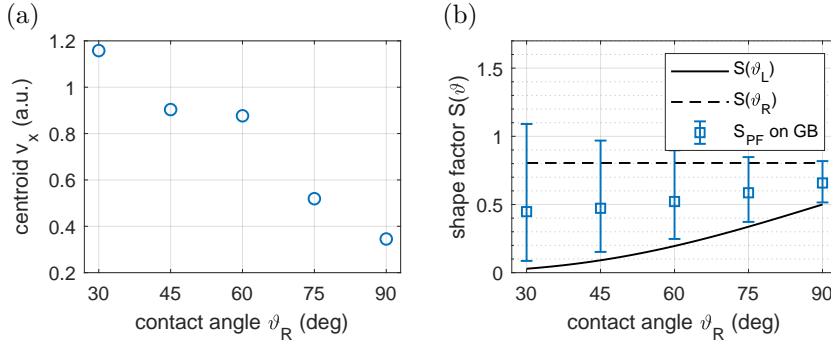 (a)
centroid v_x (a.u.)
1.2
1
0.8
0.6
0.4
0.2
30 45 60 75 90
contact angle ϑ_R (deg)
(b)
shape factor S(ϑ)
1.5
1
0.5
0
S(ϑ_L)
S(ϑ_R)
S_PF on GB
30 45 60 75 90
contact angle ϑ_R (deg)